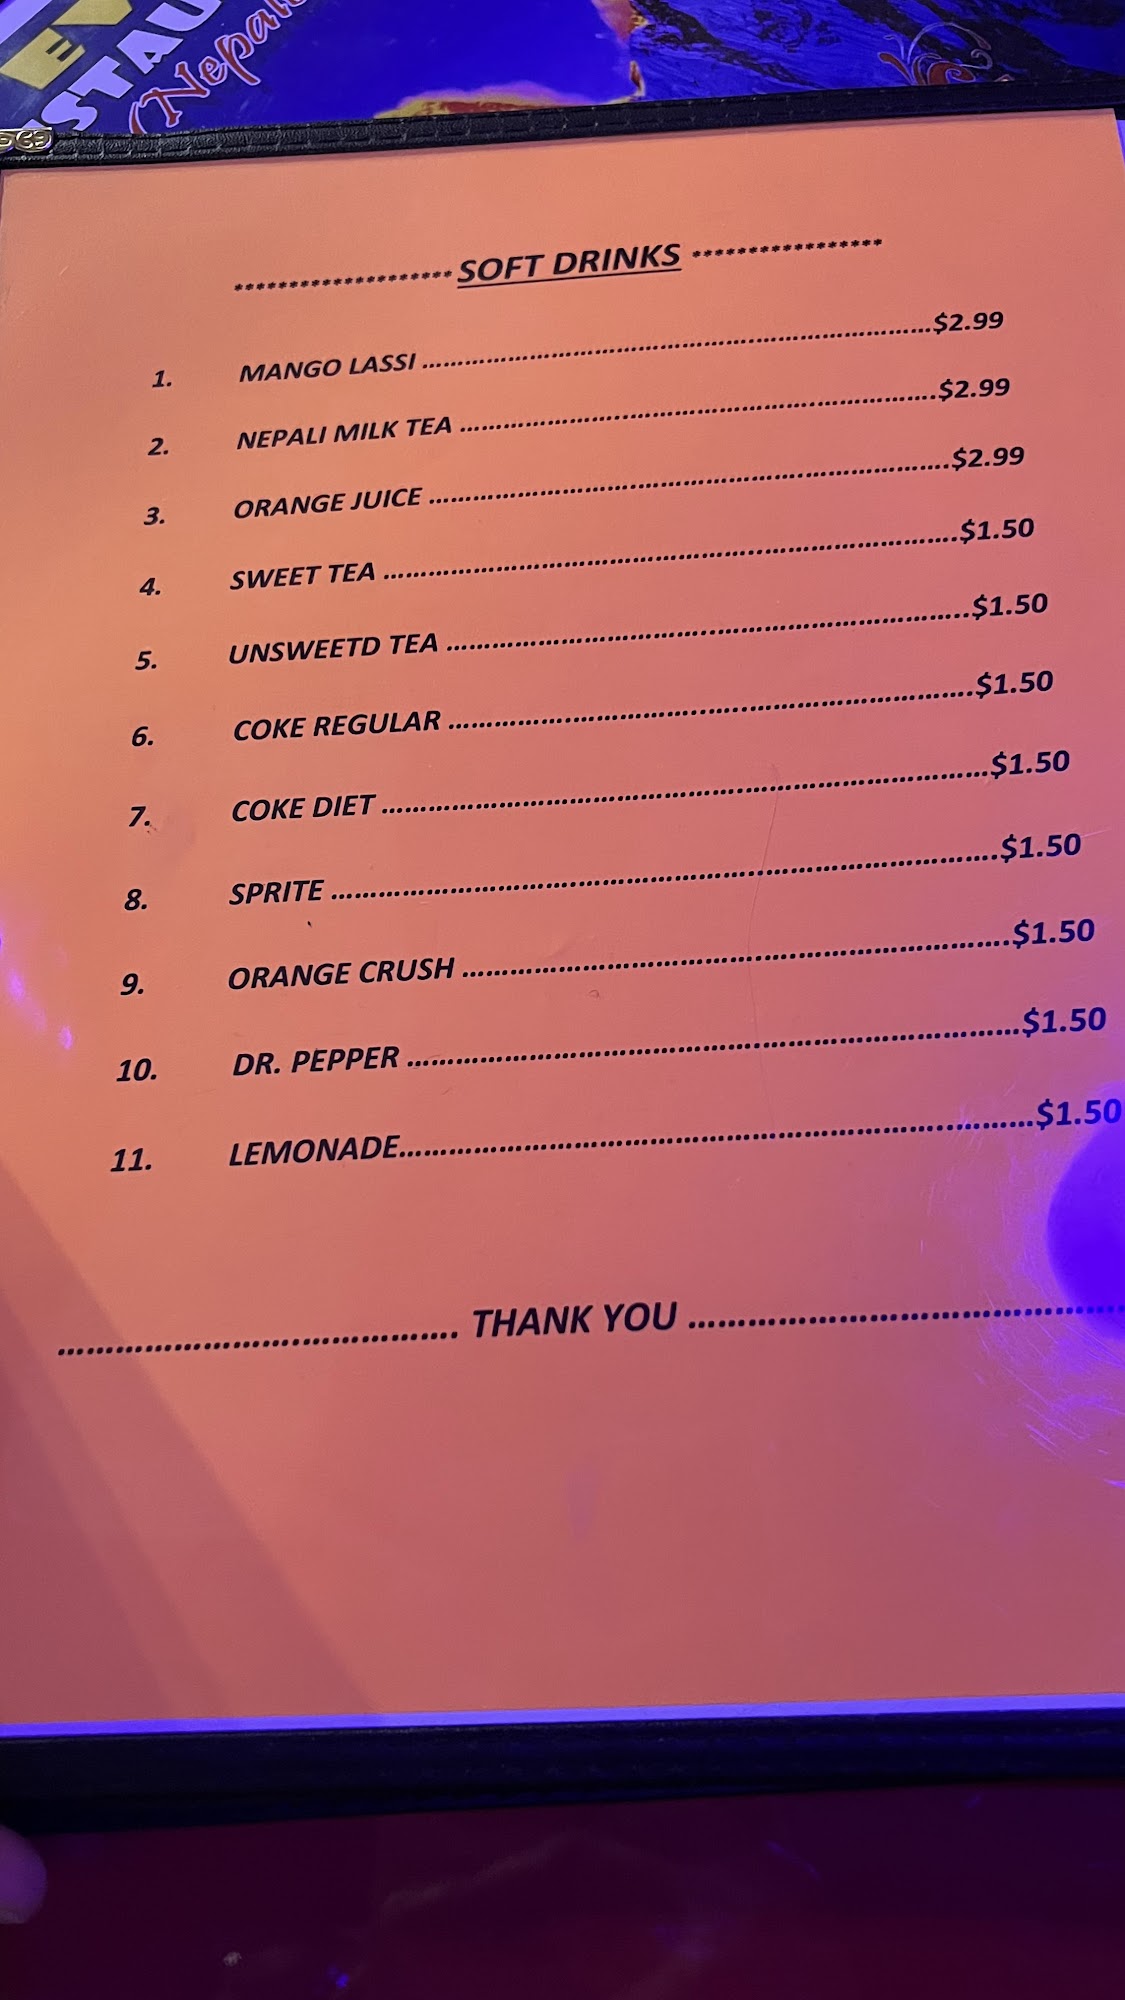 EV
STAU
(Nepali
******************** SOFT DRINKS *****************
1. MANGO LASSI ........................................................................$2.99
2. NEPALI MILK TEA ..................................................................$2.99
3. ORANGE JUICE ........................................................................$2.99
4. SWEET TEA ..............................................................................$1.50
5. UNSWEETD TEA ......................................................................$1.50
6. COKE REGULAR ......................................................................$1.50
7. COKE DIET ..............................................................................$1.50
8. SPRITE ....................................................................................$1.50
9. ORANGE CRUSH ......................................................................$1.50
10. DR. PEPPER ............................................................................$1.50
11. LEMONADE..............................................................................$1.50
.................................. THANK YOU ....................................